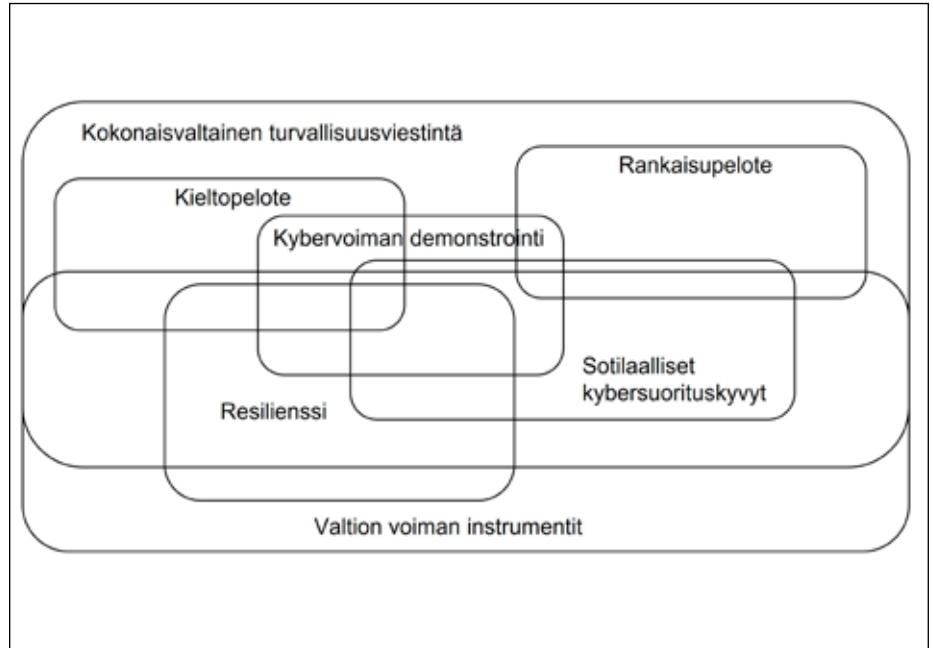 Kokonaisvaltainen turvallisuusviestintä
Rankaisupelote
Kieltopelote
Kybervoiman demonstrointi
Sotilaalliset
kybersuorituskyvyt
Resilienssi
Valtion voiman instrumentit